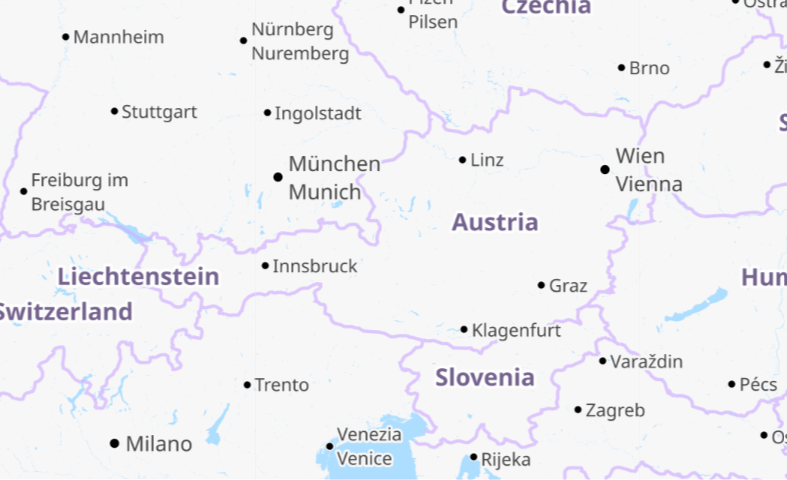 Czechia
Pilsen
Mannheim
Nürnberg
Nuremberg
Brno
Stuttgart
Ingolstadt
München
Munich
Linz
Wien
Vienna
Freiburg im
Breisgau
Austria
Liechtenstein
Innsbruck
Switzerland
Graz
Klagenfurt
Slovenia
Varaždin
Trento
Pécs
Zagreb
Milano
Venezia
Venice
Rijeka